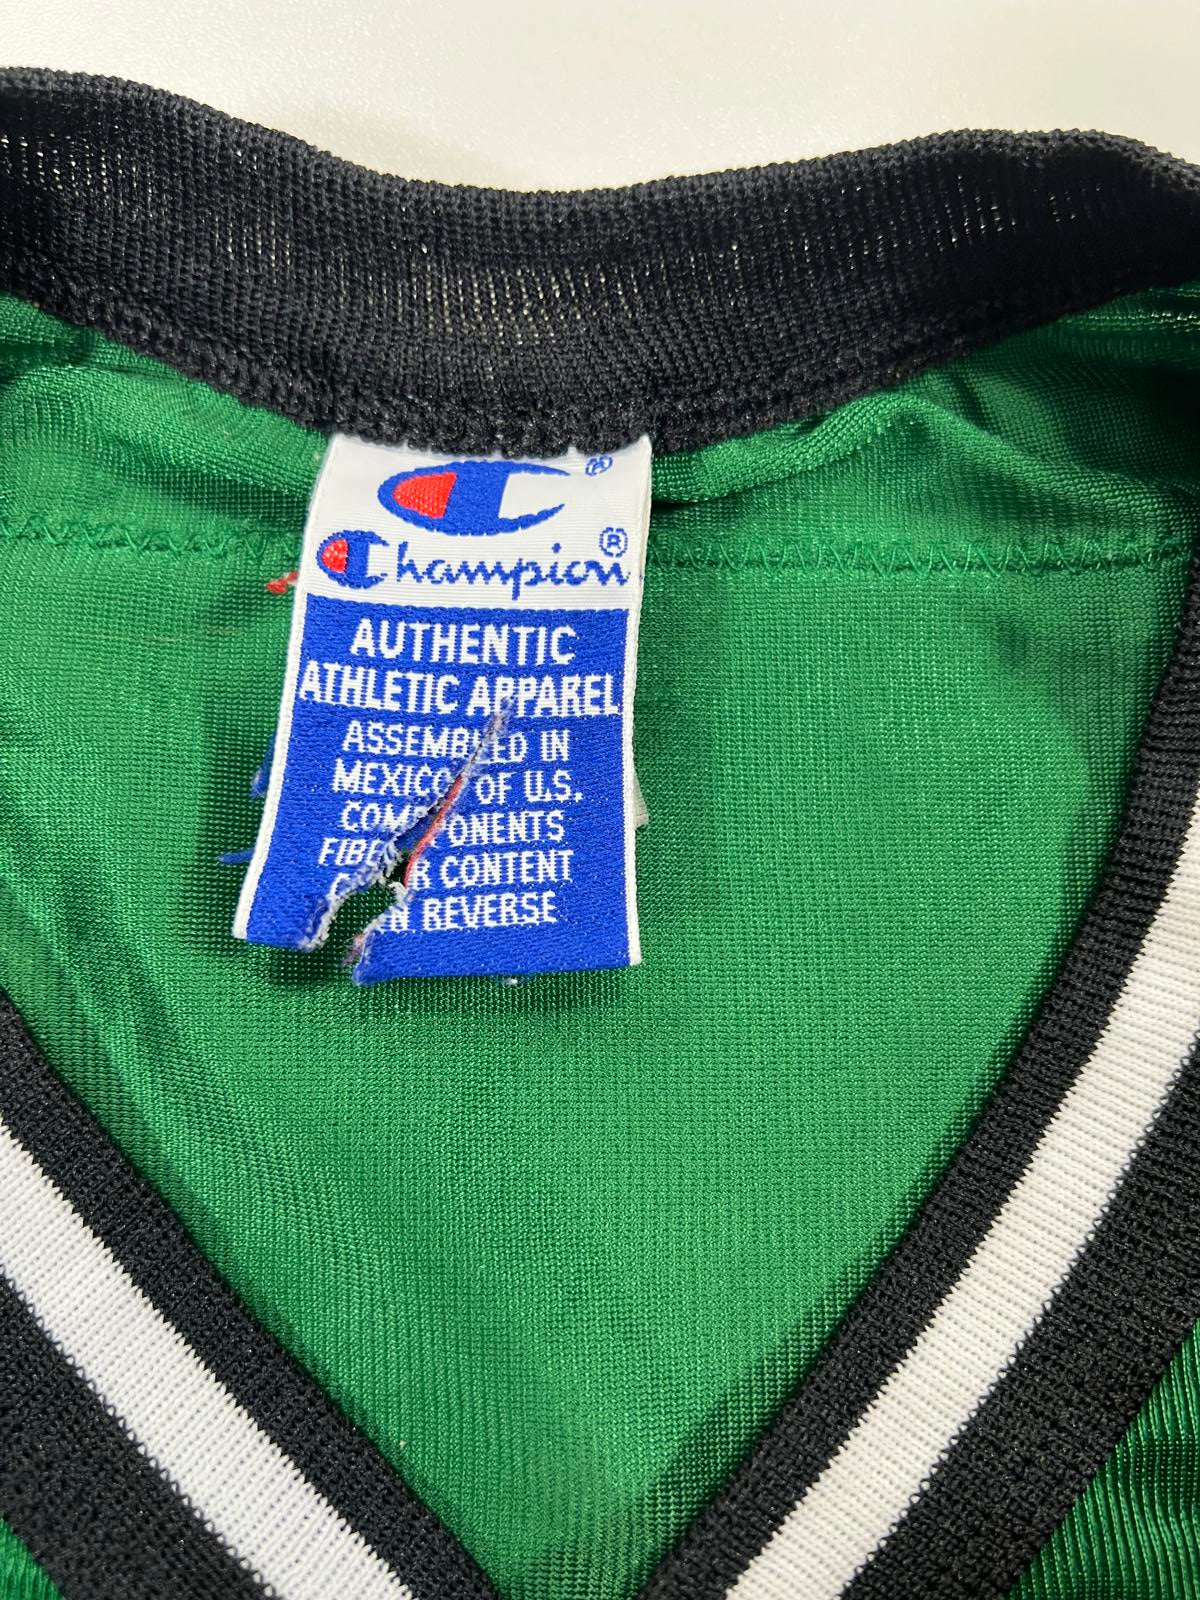 ®
Champion®
AUTHENTIC
ATHLETIC APPAREL
ASSEMBLED IN
MEXICO OF U.S.
COMPONENTS
FIBER CONTENT
REVERSE